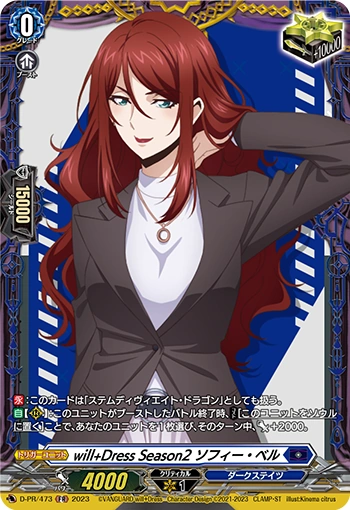 0
グレード
ブースト
+10000
15000
シールド
永:このカードは「ステムディヴィエイト・ドラゴン」としても扱う。
自【(R)】:このユニットがブーストしたバトル終了時、【このユニットをソウルに置く】ことで、あなたのユニットを1枚選び、そのターン中、+2000。
トリガーユニット
will+Dress Season2 ソフィー・ベル
パワー 4000 クリティカル 1 ダークステイツ
D-PR/473 2023 ©VANGUARD will+Dress Character Design ©2021-2023 CLAMP・ST illust:Kinema citrus